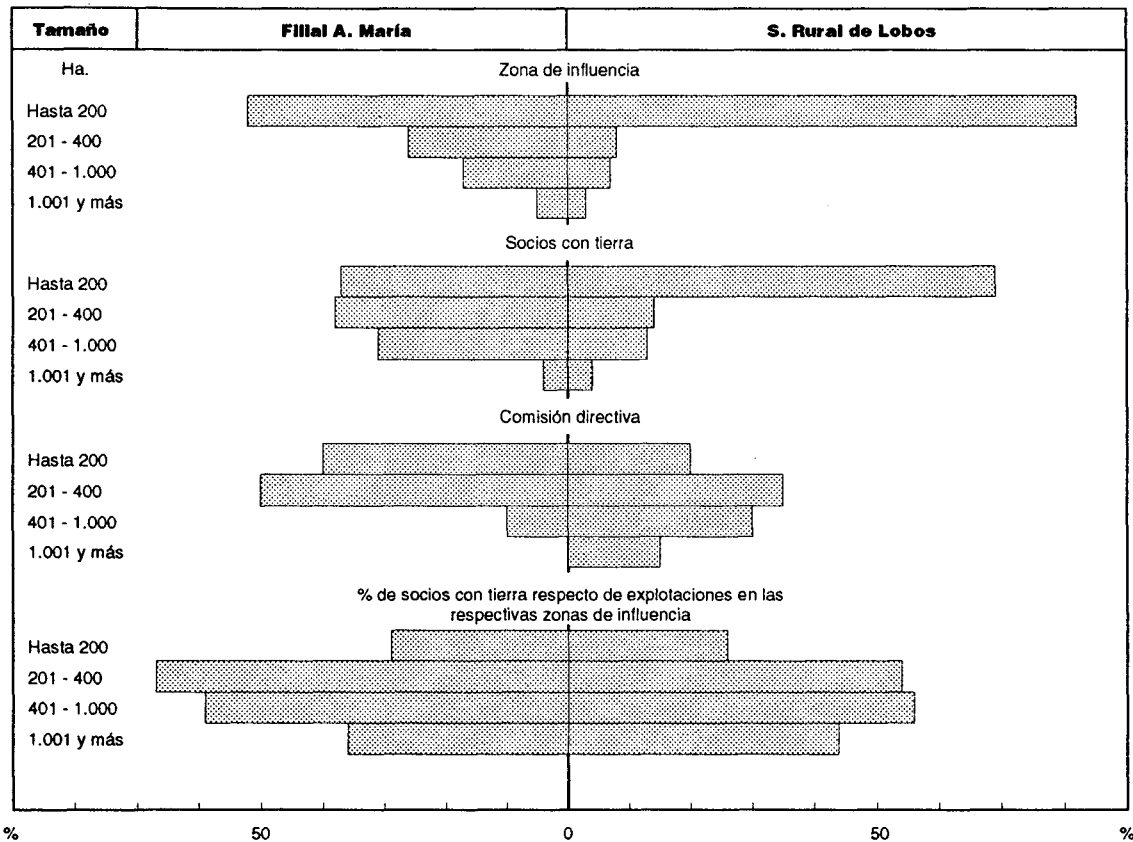 Tamaño Filial A. María S. Rural de Lobos
Ha. Zona de influencia
Hasta 200
201 - 400
401 - 1.000
1.001 y más
Socios con tierra
Hasta 200
201 - 400
401 - 1.000
1.001 y más
Comisión directiva
Hasta 200
201 - 400
401 - 1.000
1.001 y más
% de socios con tierra respecto de explotaciones en las
respectivas zonas de influencia
Hasta 200
201 - 400
401 - 1.000
1.001 y más
% 50 0 50 %